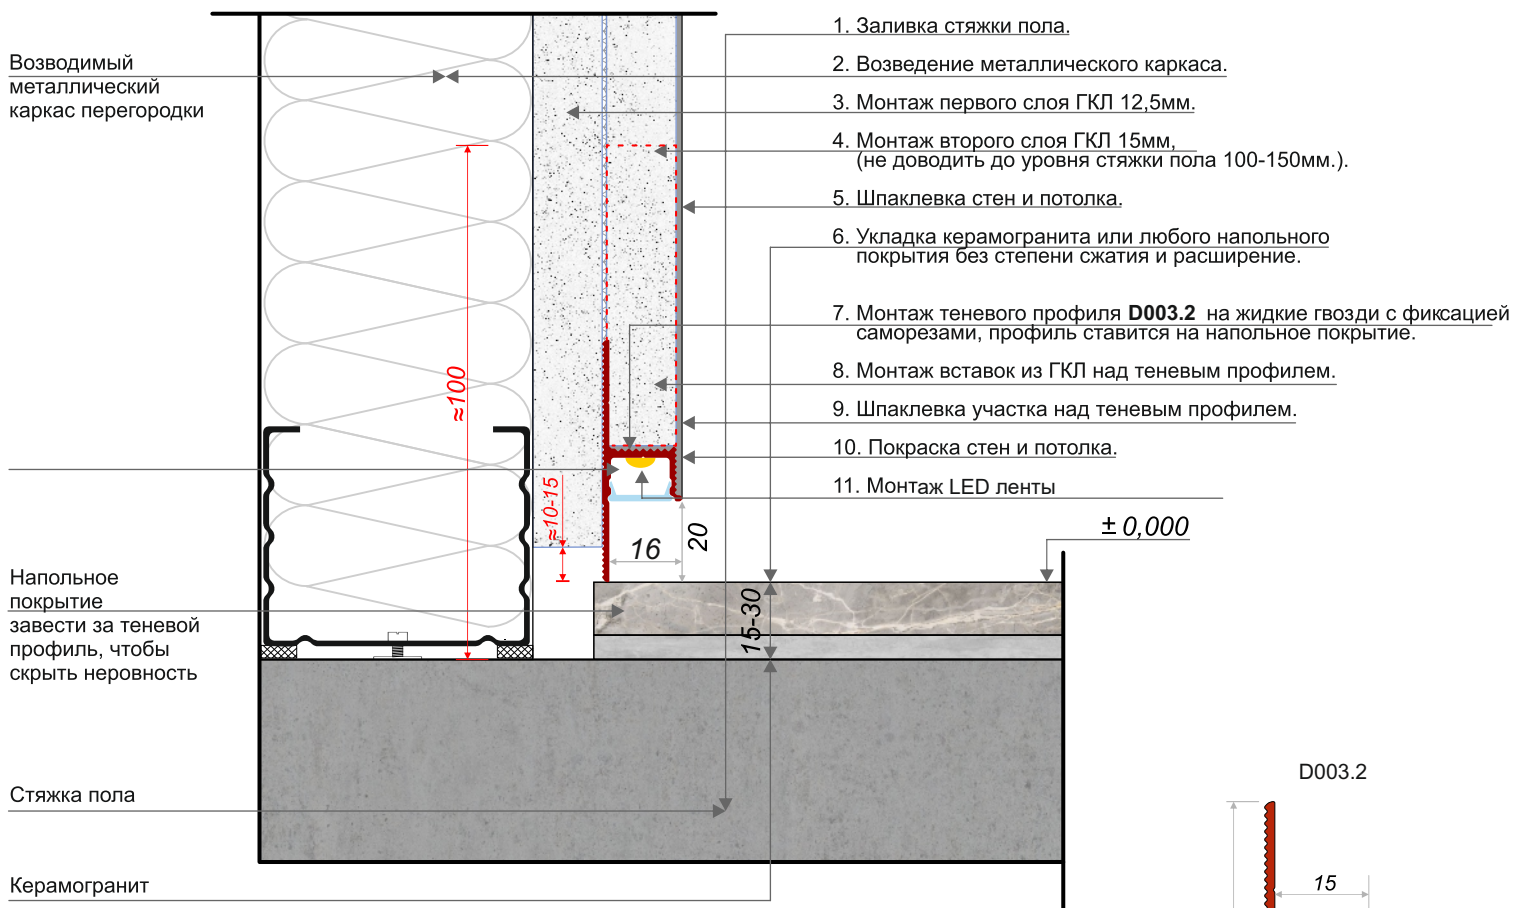 1. Заливка стяжки пола.
2. Возведение металлического каркаса.
3. Монтаж первого слоя ГКЛ 12,5мм.
4. Монтаж второго слоя ГКЛ 15мм,
(не доводить до уровня стяжки пола 100-150мм.).
5. Шпаклевка стен и потолка.
6. Укладка керамогранита или любого напольного
покрытия без степени сжатия и расширение.
7. Монтаж теневого профиля D003.2 на жидкие гвозди с фиксацией
саморезами, профиль ставится на напольное покрытие.
8. Монтаж вставок из ГКЛ над теневым профилем.
9. Шпаклевка участка над теневым профилем.
10. Покраска стен и потолка.
11. Монтаж LED ленты
Возводимый
металлический
каркас перегородки
≈100
≈10-15
16
20
± 0,000
15-30
Напольное
покрытие
завести за теневой
профиль, чтобы
скрыть неровность
Стяжка пола
Керамогранит
D003.2
15